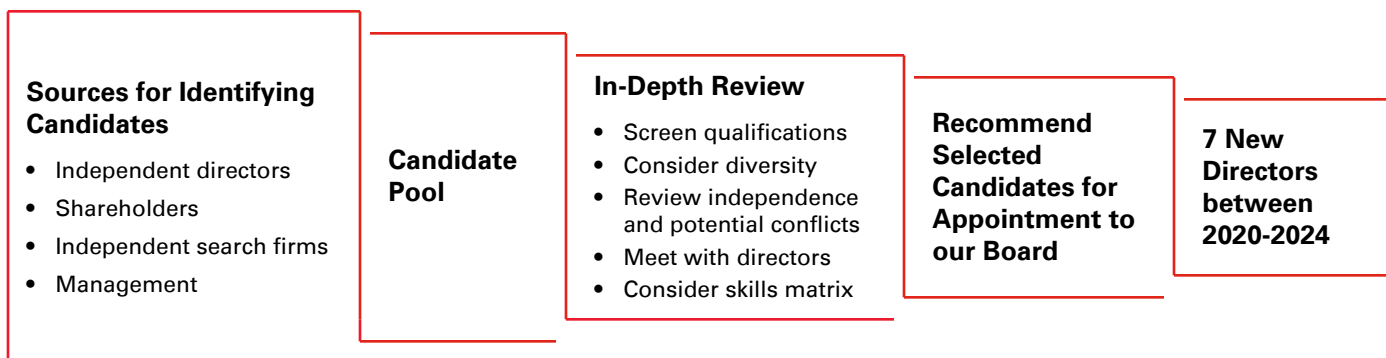 Sources for Identifying
Candidates
• Independent directors
• Shareholders
• Independent search firms
• Management
Candidate
Pool
In-Depth Review
• Screen qualifications
• Consider diversity
• Review independence
and potential conflicts
• Meet with directors
• Consider skills matrix
Recommend
Selected
Candidates for
Appointment to
our Board
7 New
Directors
between
2020-2024